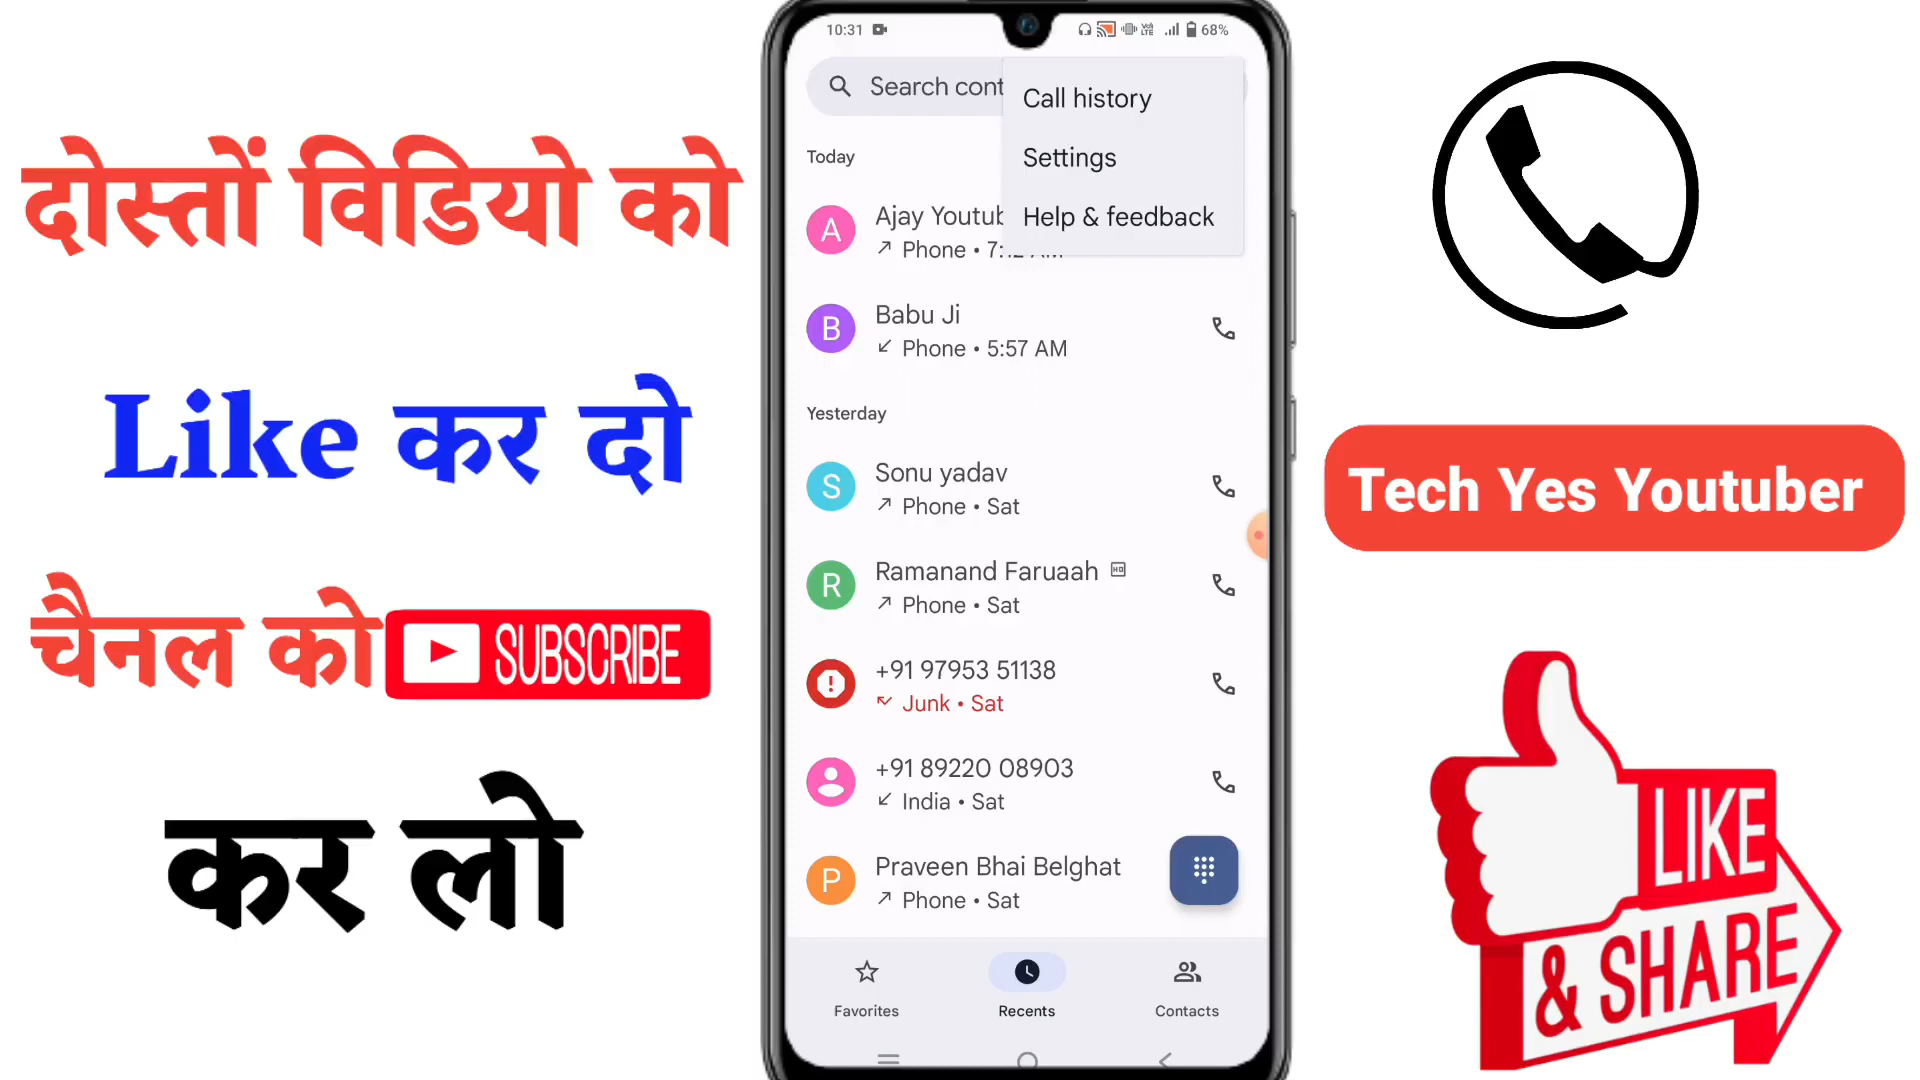 दोस्तों विडियो को
Like कर दो
चैनल को SUBSCRIBE
कर लो
10:31
68%
Search cont
Call history
Settings
Help & feedback
Today
A
Ajay Youtub
Phone • 7:12 AM
B
Babu Ji
Phone • 5:57 AM
Yesterday
S
Sonu yadav
Phone • Sat
R
Ramanand Faruaah HD
Phone • Sat
+91 97953 51138
Junk • Sat
+91 89220 08903
India • Sat
P
Praveen Bhai Belghat
Phone • Sat
Favorites
Recents
Contacts
Tech Yes Youtuber
LIKE
& SHARE